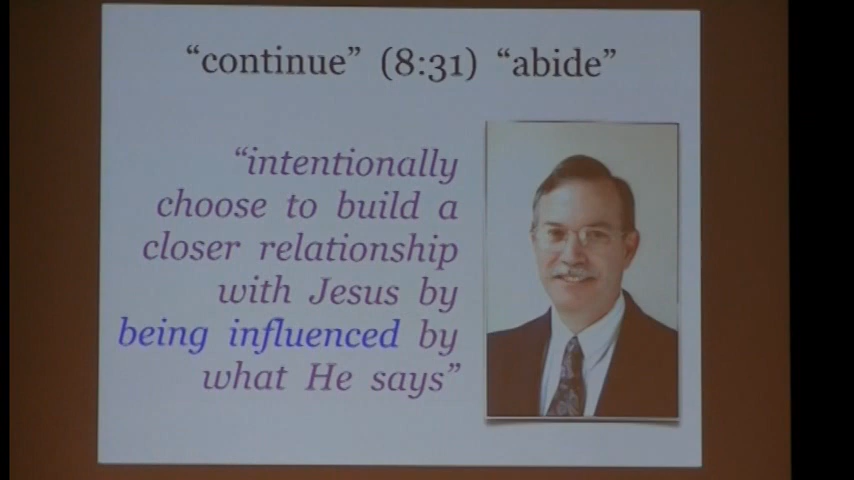 “continue” (8:31) “abide”
“intentionally
choose to build a
closer relationship
with Jesus by
being influenced by
what He says”